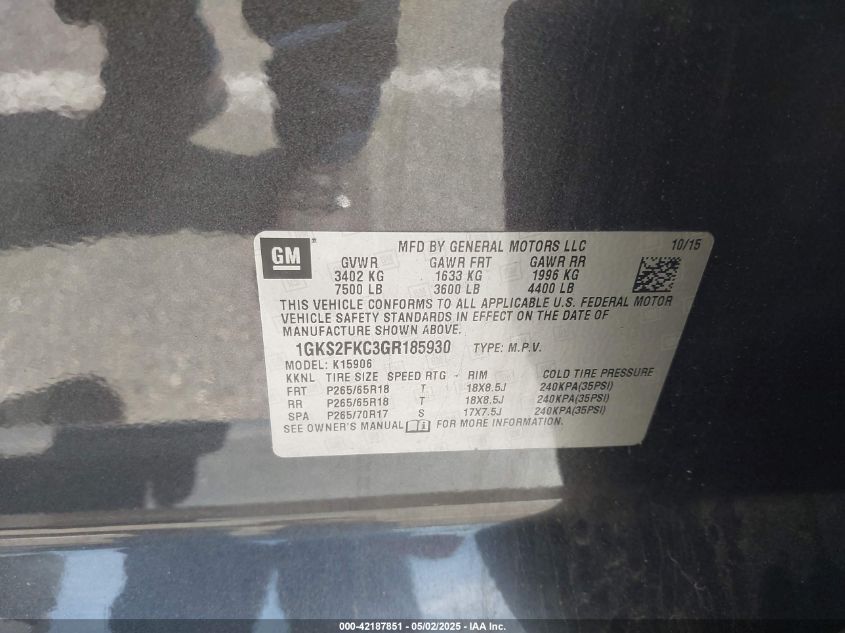 GM®
MFD BY GENERAL MOTORS LLC 10/15
GVWR GAWR FRT GAWR RR
3402 KG 1633 KG 1996 KG
7500 LB 3600 LB 4400 LB
THIS VEHICLE CONFORMS TO ALL APPLICABLE U.S. FEDERAL MOTOR
VEHICLE SAFETY STANDARDS IN EFFECT ON THE DATE OF
MANUFACTURE SHOWN ABOVE.
1GKS2FKC3GR185930 TYPE: M.P.V.
MODEL: K15906
KKNL TIRE SIZE SPEED RTG - RIM COLD TIRE PRESSURE
FRT P265/65R18 T 18X8.5J 240KPA(35PSI)
RR P265/65R18 T 18X8.5J 240KPA(35PSI)
SPA P265/70R17 S 17X7.5J 240KPA(35PSI)
SEE OWNER'S MANUAL FOR MORE INFORMATION.
000-42187851 - 05/02/2025 - IAA Inc.